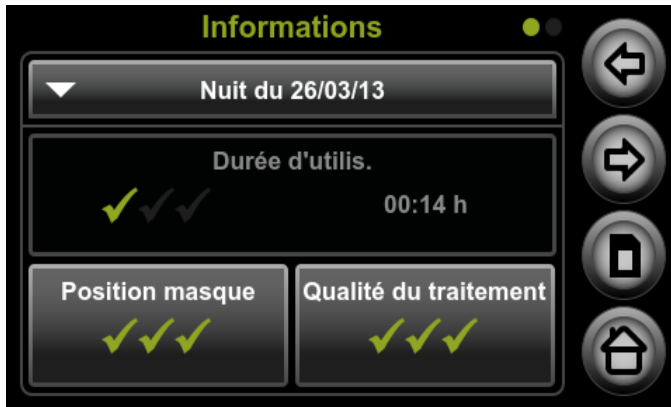 Informations
Nuit du 26/03/13
Durée d'utilis.
00:14 h
Position masque
Qualité du traitement